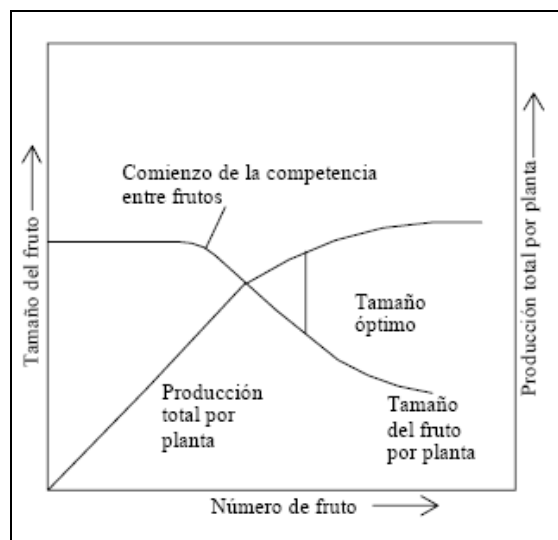 Comienzo de la competencia
entre frutos
Tamaño del fruto
Producción total por planta
Tamaño
óptimo
Producción
total por
planta
Tamaño
del fruto
por planta
Número de fruto